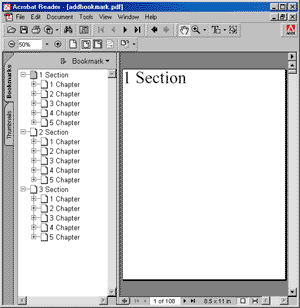 Acrobat Reader - [addbookmark.pdf]
File Edit Document Tools View Window Help
50%
Bookmarks
Thumbnails
Bookmark
1 Section
1 Chapter
2 Chapter
3 Chapter
4 Chapter
5 Chapter
2 Section
1 Chapter
2 Chapter
3 Chapter
4 Chapter
5 Chapter
3 Section
1 Chapter
2 Chapter
3 Chapter
4 Chapter
5 Chapter
1 Section
1 of 108
8.5 x 11 in